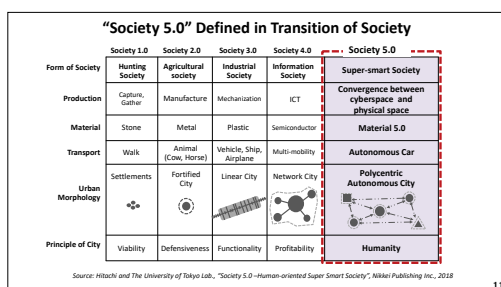 “Society 5.0” Defined in Transition of Society
Society 1.0 Society 2.0 Society 3.0 Society 4.0 Society 5.0
Form of Society Hunting Society Agricultural society Industrial Society Information Society Super-smart Society
Production Capture, Gather Manufacture Mechanization ICT Convergence between cyberspace and physical space
Material Stone Metal Plastic Semiconductor Material 5.0
Transport Walk Animal (Cow, Horse) Vehicle, Ship, Airplane Multi-mobility Autonomous Car
Urban Morphology Settlements Fortified City Linear City Network City Polycentric Autonomous City
Principle of City Viability Defensiveness Functionality Profitability Humanity
Source: Hitachi and The University of Tokyo Lab., “Society 5.0 –Human-oriented Super Smart Society”, Nikkei Publishing Inc., 2018